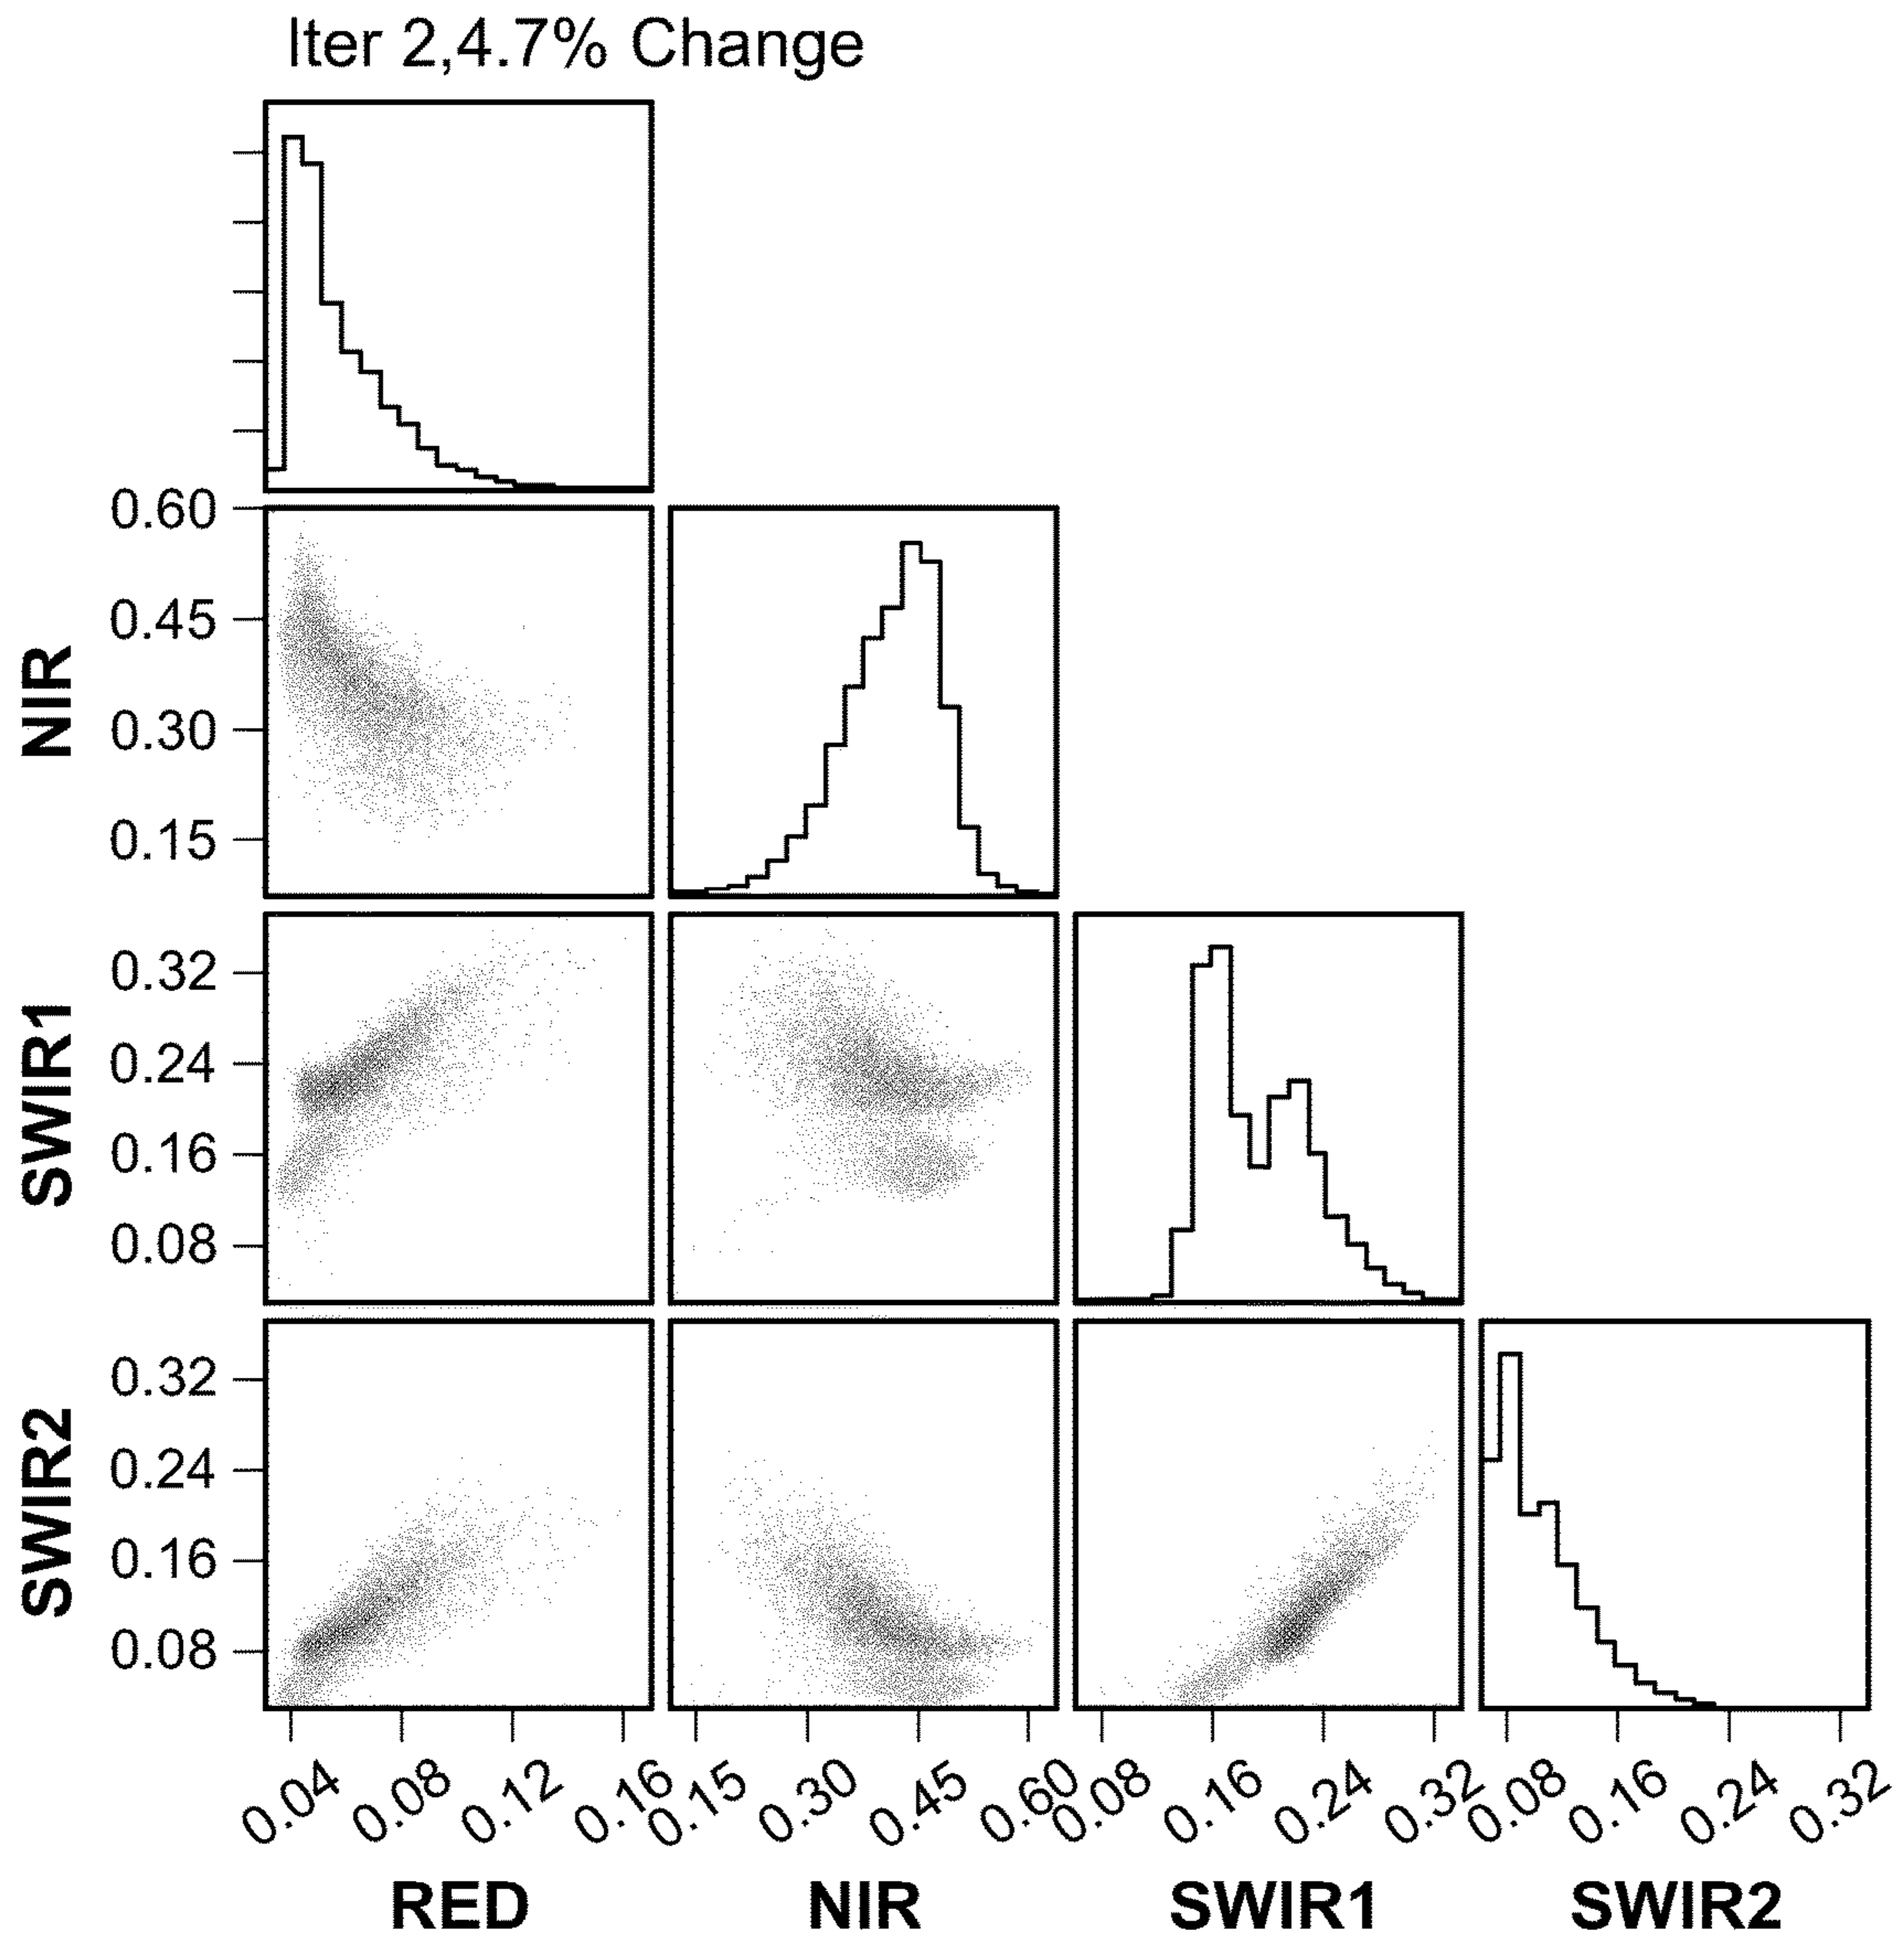 Iter 2,4.7% Change
0.60
0.45
0.30
0.15
NIR
0.32
0.24
0.16
0.08
SWIR1
0.32
0.24
0.16
0.08
SWIR2
0.04 0.08 0.12 0.16 0.15 0.30 0.45 0.60 0.08 0.16 0.24 0.32 0.08 0.16 0.24 0.32
RED NIR SWIR1 SWIR2